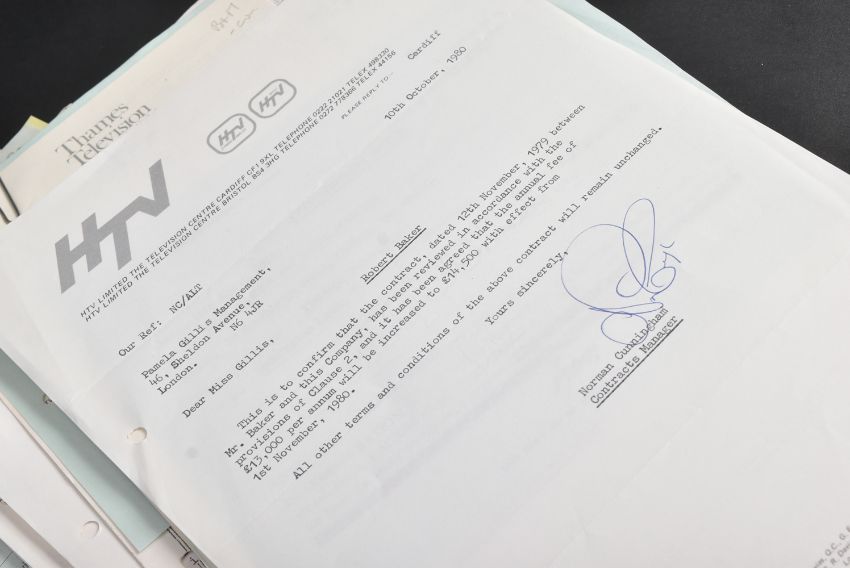 Thames
Television
HTV
HTV
HTV
HTV LIMITED THE TELEVISION CENTRE CARDIFF CF1 9XL TELEPHONE 0222 21021 TELEX 498330
HTV LIMITED THE TELEVISION CENTRE BRISTOL BS4 3HG TELEPHONE 0272 778366 TELEX 44156
PLEASE REPLY TO...
Cardiff
Our Ref: NC/ALT
10th October, 1980
Pamela Gillis Management,
46, Sheldon Avenue,
London. N6 4JR
Dear Miss Gillis,
Robert Baker
This is to confirm that the contract, dated 12th November, 1979 between
Mr. Baker and this Company, has been reviewed in accordance with the
provisions of Clause 2, and it has been agreed that the annual fee of
£13,000 per annum will be increased to £14,500 with effect from
1st November, 1980.
All other terms and conditions of the above contract will remain unchanged.
Yours sincerely,
Norman Cunningham
Contracts Manager